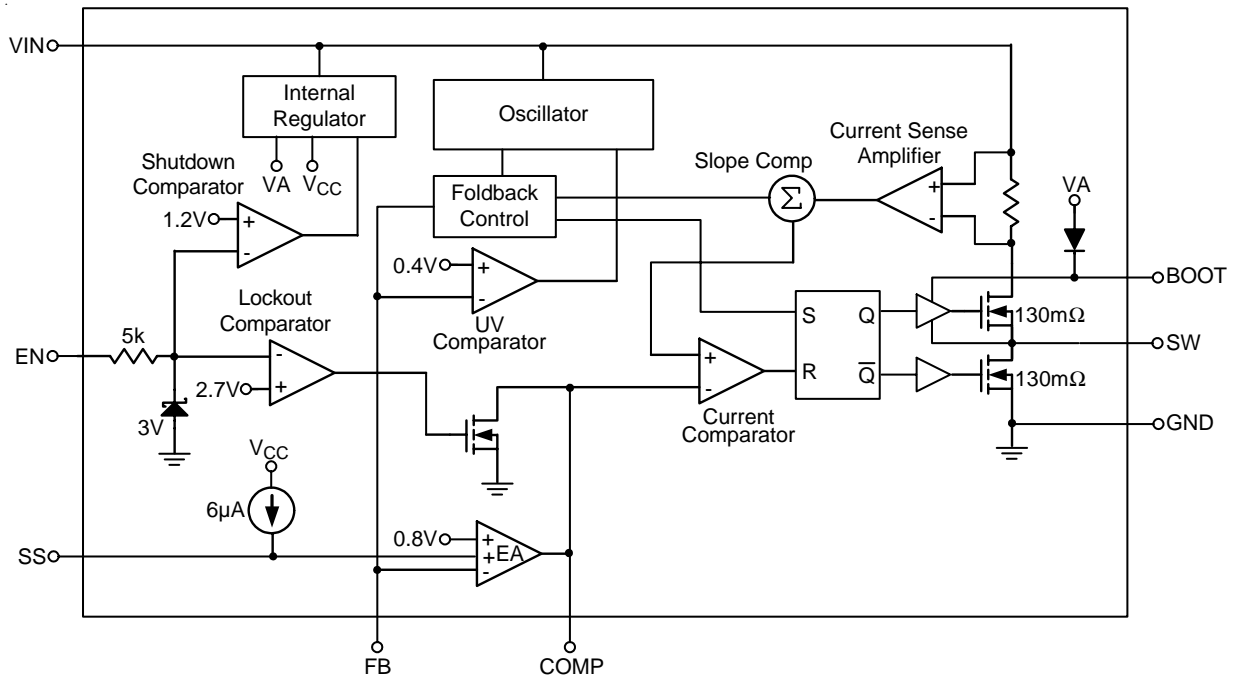 VIN
Internal
Regulator
Oscillator
Current Sense
Amplifier
Shutdown
Comparator
VA
VCC
Slope Comp
Foldback
Control
Σ
+
-
VA
1.2V
+
-
0.4V
+
-
UV
Comparator
BOOT
Lockout
Comparator
S
Q
130mΩ
EN
5k
-
2.7V
+
+
-
R
Q
SW
130mΩ
3V
Current
Comparator
GND
VCC
6µA
0.8V
+
+
-
EA
SS
FB
COMP